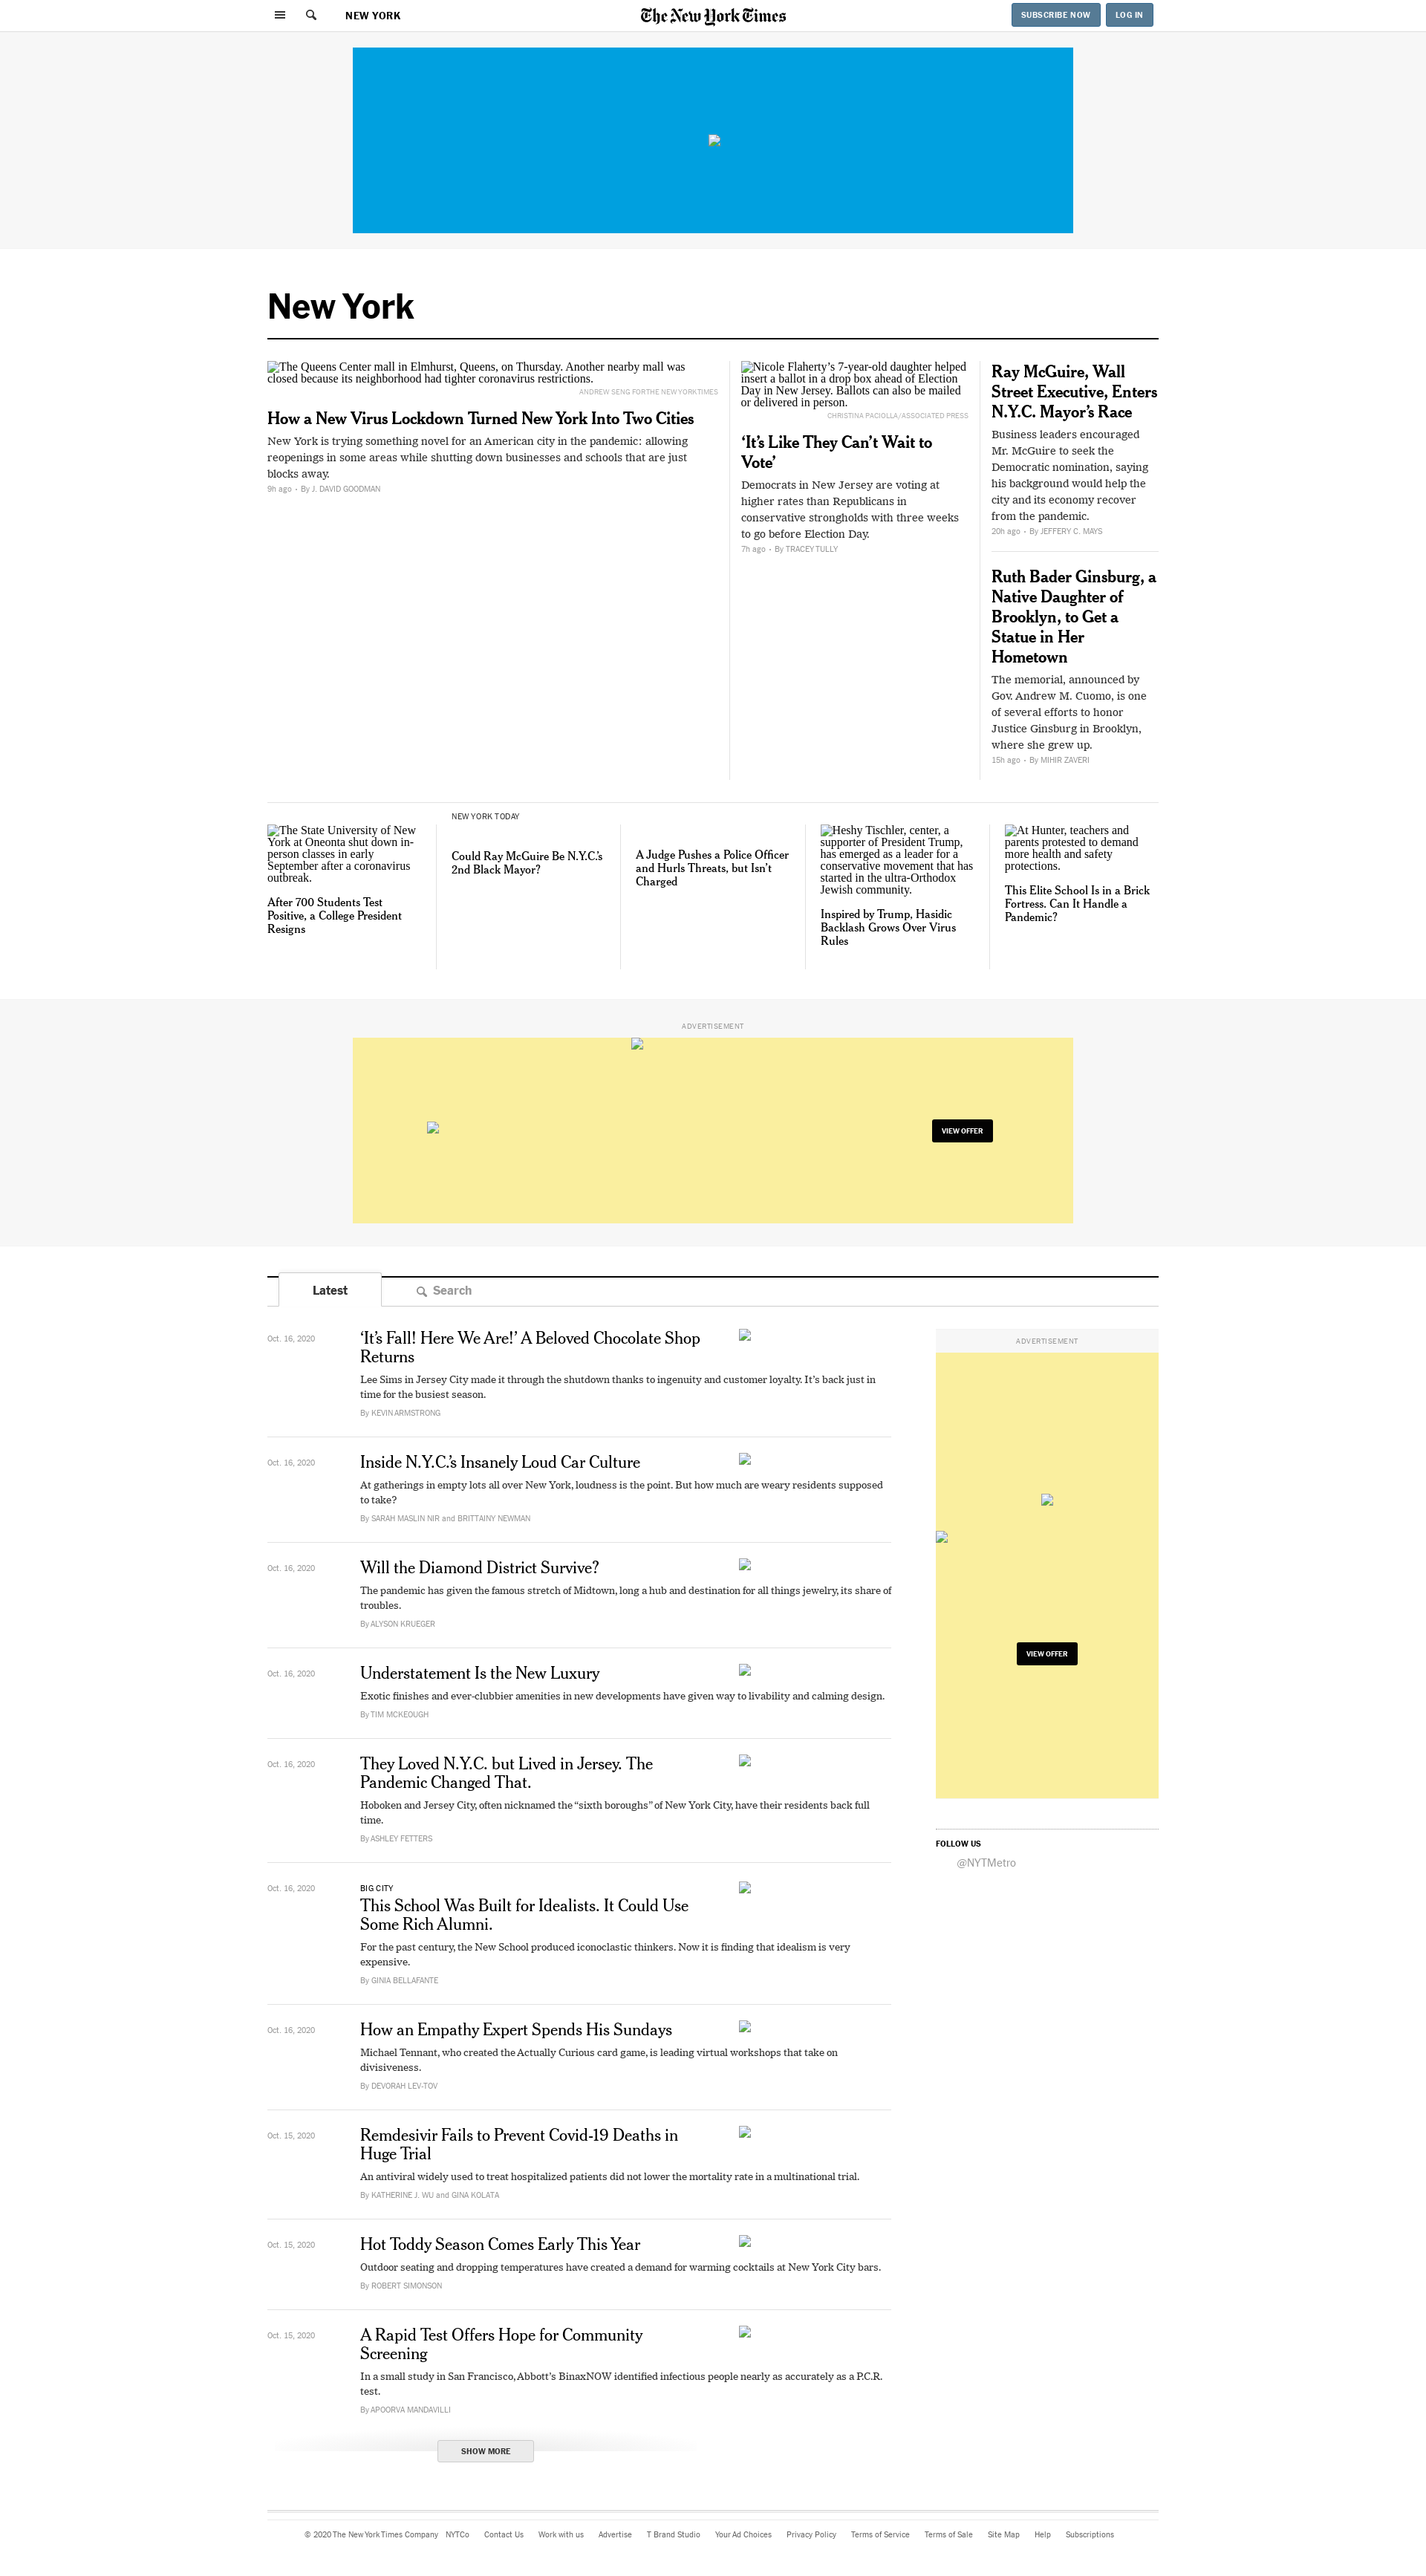 NEW YORK
The New York Times
SUBSCRIBE NOW
LOG IN
New York
The Queens Center mall in Elmhurst, Queens, on Thursday. Another nearby mall was
closed because its neighborhood had tighter coronavirus restrictions.
ANDREW SENG FOR THE NEW YORK TIMES
How a New Virus Lockdown Turned New York Into Two Cities
New York is trying something novel for an American city in the pandemic: allowing
reopenings in some areas while shutting down businesses and schools that are just
blocks away.
9h ago • By J. DAVID GOODMAN
Nicole Flaherty’s 7-year-old daughter helped
insert a ballot in a drop box ahead of Election
Day in New Jersey. Ballots can also be mailed
or delivered in person.
CHRISTINA PACIOLLA/ASSOCIATED PRESS
‘It’s Like They Can’t Wait to
Vote’
Democrats in New Jersey are voting at
higher rates than Republicans in
conservative strongholds with three weeks
to go before Election Day.
7h ago • By TRACEY TULLY
Ray McGuire, Wall
Street Executive, Enters
N.Y.C. Mayor’s Race
Business leaders encouraged
Mr. McGuire to seek the
Democratic nomination, saying
his background would help the
city and its economy recover
from the pandemic.
20h ago • By JEFFERY C. MAYS
Ruth Bader Ginsburg, a
Native Daughter of
Brooklyn, to Get a
Statue in Her
Hometown
The memorial, announced by
Gov. Andrew M. Cuomo, is one
of several efforts to honor
Justice Ginsburg in Brooklyn,
where she grew up.
15h ago • By MIHIR ZAVERI
The State University of New
York at Oneonta shut down in-
person classes in early
September after a coronavirus
outbreak.
After 700 Students Test
Positive, a College President
Resigns
NEW YORK TODAY
Could Ray McGuire Be N.Y.C.’s
2nd Black Mayor?
A Judge Pushes a Police Officer
and Hurls Threats, but Isn’t
Charged
Heshy Tischler, center, a
supporter of President Trump,
has emerged as a leader for a
conservative movement that has
started in the ultra-Orthodox
Jewish community.
Inspired by Trump, Hasidic
Backlash Grows Over Virus
Rules
At Hunter, teachers and
parents protested to demand
more health and safety
protections.
This Elite School Is in a Brick
Fortress. Can It Handle a
Pandemic?
ADVERTISEMENT
VIEW OFFER
Latest
Search
Oct. 16, 2020
‘It’s Fall! Here We Are!’ A Beloved Chocolate Shop
Returns
Lee Sims in Jersey City made it through the shutdown thanks to ingenuity and customer loyalty. It’s back just in
time for the busiest season.
By KEVIN ARMSTRONG
Oct. 16, 2020
Inside N.Y.C.’s Insanely Loud Car Culture
At gatherings in empty lots all over New York, loudness is the point. But how much are weary residents supposed
to take?
By SARAH MASLIN NIR and BRITTAINY NEWMAN
Oct. 16, 2020
Will the Diamond District Survive?
The pandemic has given the famous stretch of Midtown, long a hub and destination for all things jewelry, its share of
troubles.
By ALYSON KRUEGER
Oct. 16, 2020
Understatement Is the New Luxury
Exotic finishes and ever-clubbier amenities in new developments have given way to livability and calming design.
By TIM MCKEOUGH
Oct. 16, 2020
They Loved N.Y.C. but Lived in Jersey. The
Pandemic Changed That.
Hoboken and Jersey City, often nicknamed the “sixth boroughs” of New York City, have their residents back full
time.
By ASHLEY FETTERS
Oct. 16, 2020
BIG CITY
This School Was Built for Idealists. It Could Use
Some Rich Alumni.
For the past century, the New School produced iconoclastic thinkers. Now it is finding that idealism is very
expensive.
By GINIA BELLAFANTE
Oct. 16, 2020
How an Empathy Expert Spends His Sundays
Michael Tennant, who created the Actually Curious card game, is leading virtual workshops that take on
divisiveness.
By DEVORAH LEV-TOV
Oct. 15, 2020
Remdesivir Fails to Prevent Covid-19 Deaths in
Huge Trial
An antiviral widely used to treat hospitalized patients did not lower the mortality rate in a multinational trial.
By KATHERINE J. WU and GINA KOLATA
Oct. 15, 2020
Hot Toddy Season Comes Early This Year
Outdoor seating and dropping temperatures have created a demand for warming cocktails at New York City bars.
By ROBERT SIMONSON
Oct. 15, 2020
A Rapid Test Offers Hope for Community
Screening
In a small study in San Francisco, Abbott’s BinaxNOW identified infectious people nearly as accurately as a P.C.R.
test.
By APOORVA MANDAVILLI
SHOW MORE
ADVERTISEMENT
VIEW OFFER
FOLLOW US
@NYTMetro
© 2020 The New York Times Company NYTCo Contact Us Work with us Advertise T Brand Studio Your Ad Choices Privacy Policy Terms of Service Terms of Sale Site Map Help Subscriptions